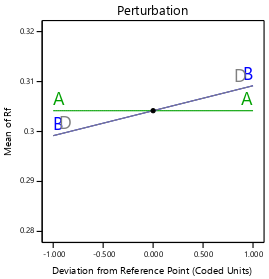 Perturbation
0.32
0.31
0.3
0.29
0.28
Mean of Rf
A
B
D
D
B
A
-1.000
-0.500
0.000
0.500
1.000
Deviation from Reference Point (Coded Units)